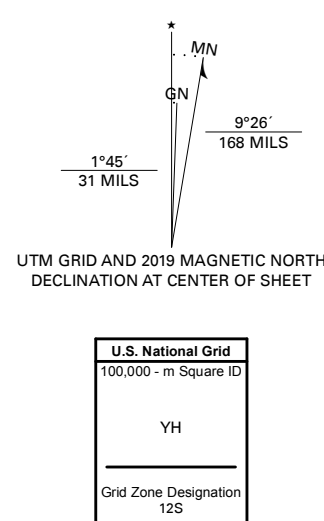 ★
MN
GN
9°26´
168 MILS
1°45´
31 MILS
UTM GRID AND 2019 MAGNETIC NORTH
DECLINATION AT CENTER OF SHEET
U.S. National Grid
100,000 - m Square ID
YH
Grid Zone Designation
12S